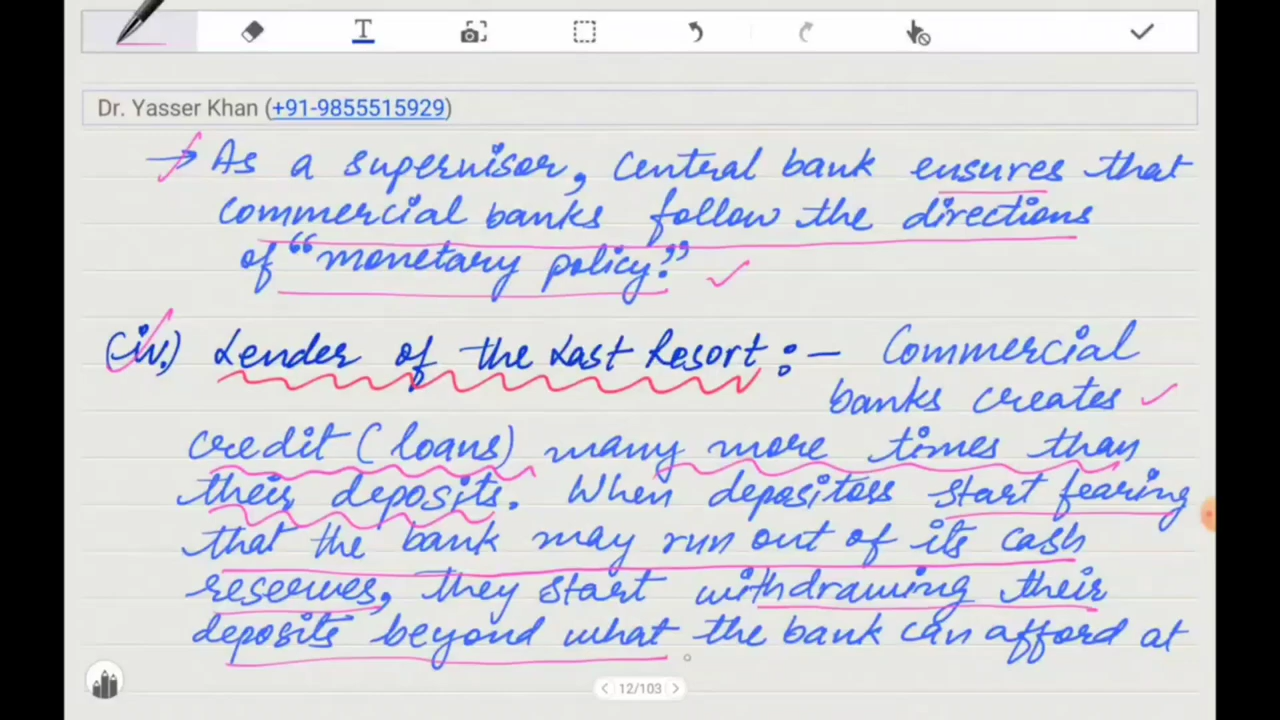 T
Dr. Yasser Khan (+91-9855515929)
→ As a supervisor, Central bank ensures that
commercial banks follow the directions
of "monetary policy."
(iv.) Lender of the Last Resort :- Commercial
banks creates
credit (loans) many more times than
their deposits. When depositors start fearing
that the bank may run out of its cash
reserves, they start withdrawing their
deposits beyond what the bank can afford at
12/103